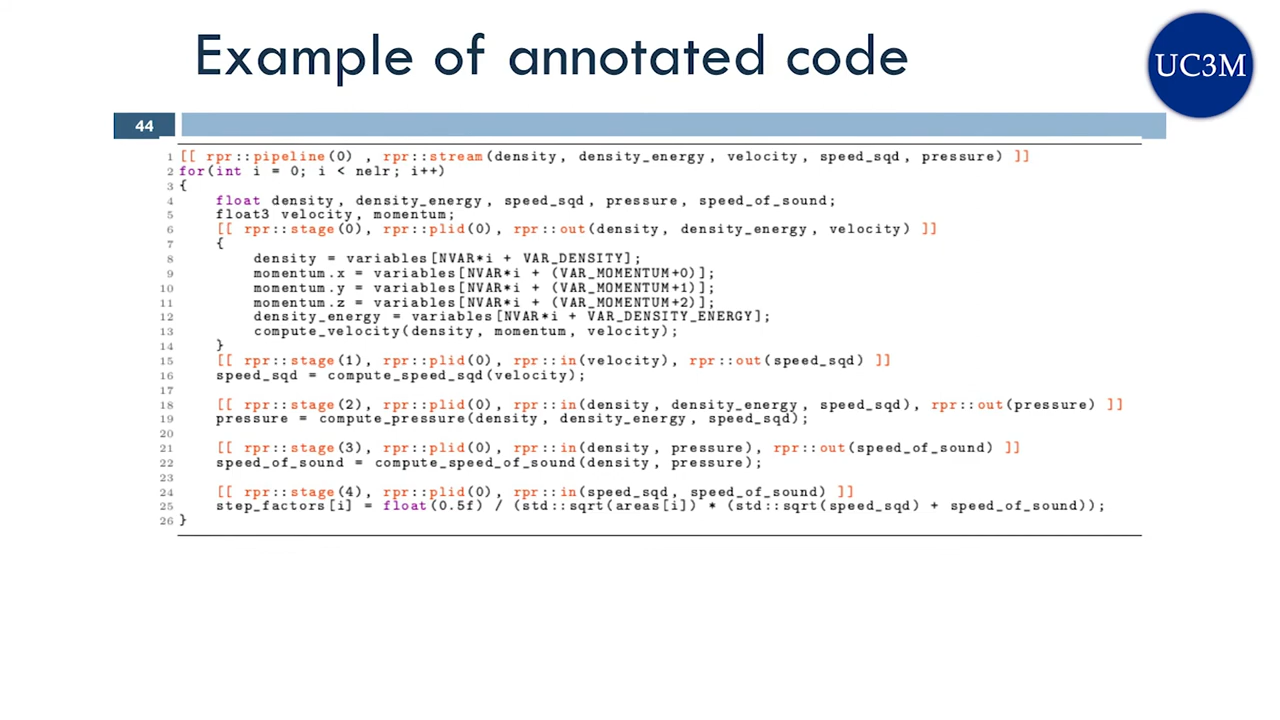 Example of annotated code
UC3M
44
1 [[ rpr::pipeline(0) , rpr::stream(density, density_energy, velocity, speed_sqd, pressure) ]]
2 for(int i = 0; i < nelr; i++)
3 {
4 float density, density_energy, speed_sqd, pressure, speed_of_sound;
5 float3 velocity, momentum;
6 [[ rpr::stage(0), rpr::plid(0), rpr::out(density, density_energy, velocity) ]]
7 {
8 density = variables[NVAR*i + VAR_DENSITY];
9 momentum.x = variables[NVAR*i + (VAR_MOMENTUM+0)];
10 momentum.y = variables[NVAR*i + (VAR_MOMENTUM+1)];
11 momentum.z = variables[NVAR*i + (VAR_MOMENTUM+2)];
12 density_energy = variables[NVAR*i + VAR_DENSITY_ENERGY];
13 compute_velocity(density, momentum, velocity);
14 }
15 [[ rpr::stage(1), rpr::plid(0), rpr::in(velocity), rpr::out(speed_sqd) ]]
16 speed_sqd = compute_speed_sqd(velocity);
17
18 [[ rpr::stage(2), rpr::plid(0), rpr::in(density, density_energy, speed_sqd), rpr::out(pressure) ]]
19 pressure = compute_pressure(density, density_energy, speed_sqd);
20
21 [[ rpr::stage(3), rpr::plid(0), rpr::in(density, pressure), rpr::out(speed_of_sound) ]]
22 speed_of_sound = compute_speed_of_sound(density, pressure);
23
24 [[ rpr::stage(4), rpr::plid(0), rpr::in(speed_sqd, speed_of_sound) ]]
25 step_factors[i] = float(0.5f) / (std::sqrt(areas[i]) * (std::sqrt(speed_sqd) + speed_of_sound));
26 }